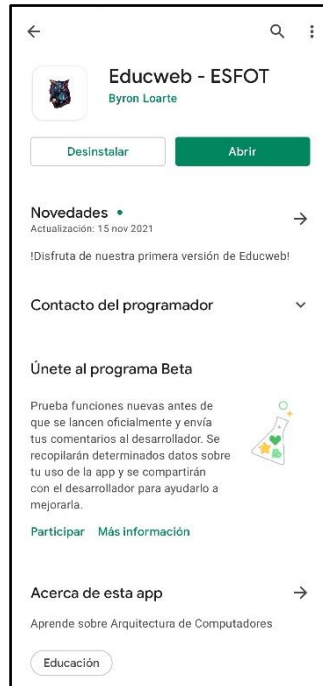 Educweb - ESFOT
Byron Loarte
Desinstalar
Abrir
Novedades •
Actualización: 15 nov 2021
!Disfruta de nuestra primera versión de Educweb!
Contacto del programador
Únete al programa Beta
Prueba funciones nuevas antes de
que se lancen oficialmente y envía
tus comentarios al desarrollador. Se
recopilarán determinados datos sobre
tu uso de la app y se compartirán
con el desarrollador para ayudarlo a
mejorarla.
Participar Más información
Acerca de esta app
Aprende sobre Arquitectura de Computadores
Educación